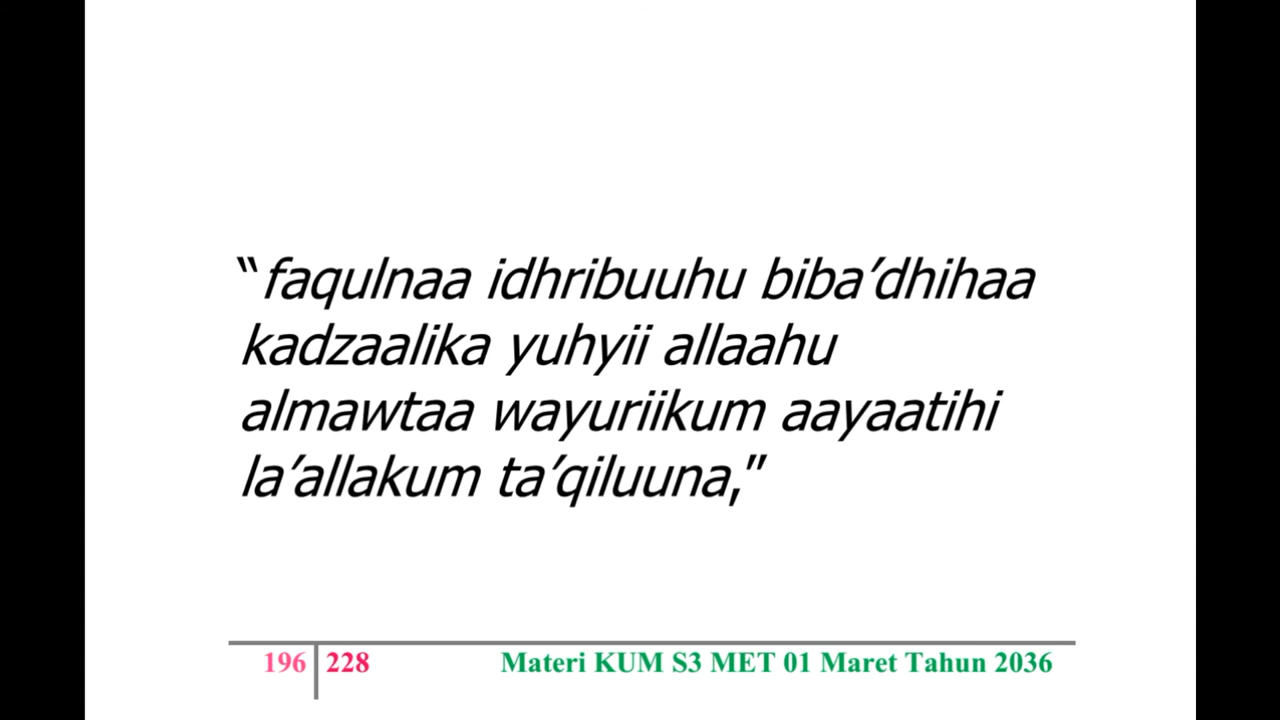 “faqulnaa idhribuuhu biba’dhihaa
kadzaalika yuhyii allaahu
almawtaa wayuriikum aayaatihi
la’allakum ta’qiluuna,”
196 228 Materi KUM S3 MET 01 Maret Tahun 2036